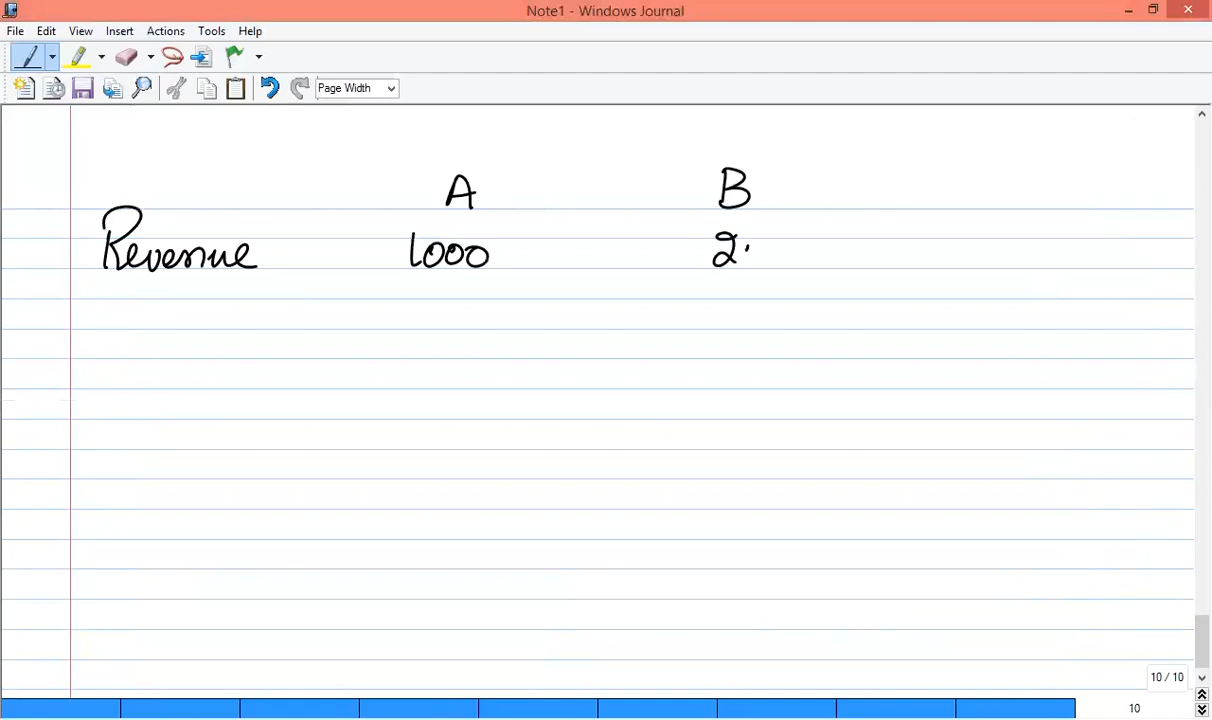 Note1 - Windows Journal
File Edit View Insert Actions Tools Help
Page Width
A B
Revenue 1000 2
10 / 10
10